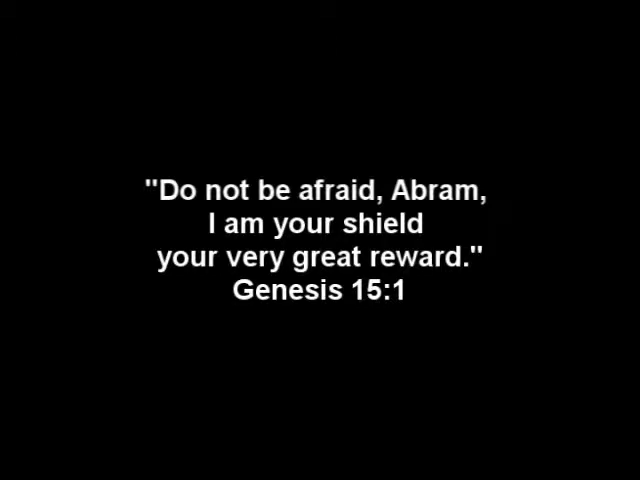 "Do not be afraid, Abram,
I am your shield
your very great reward."
Genesis 15:1